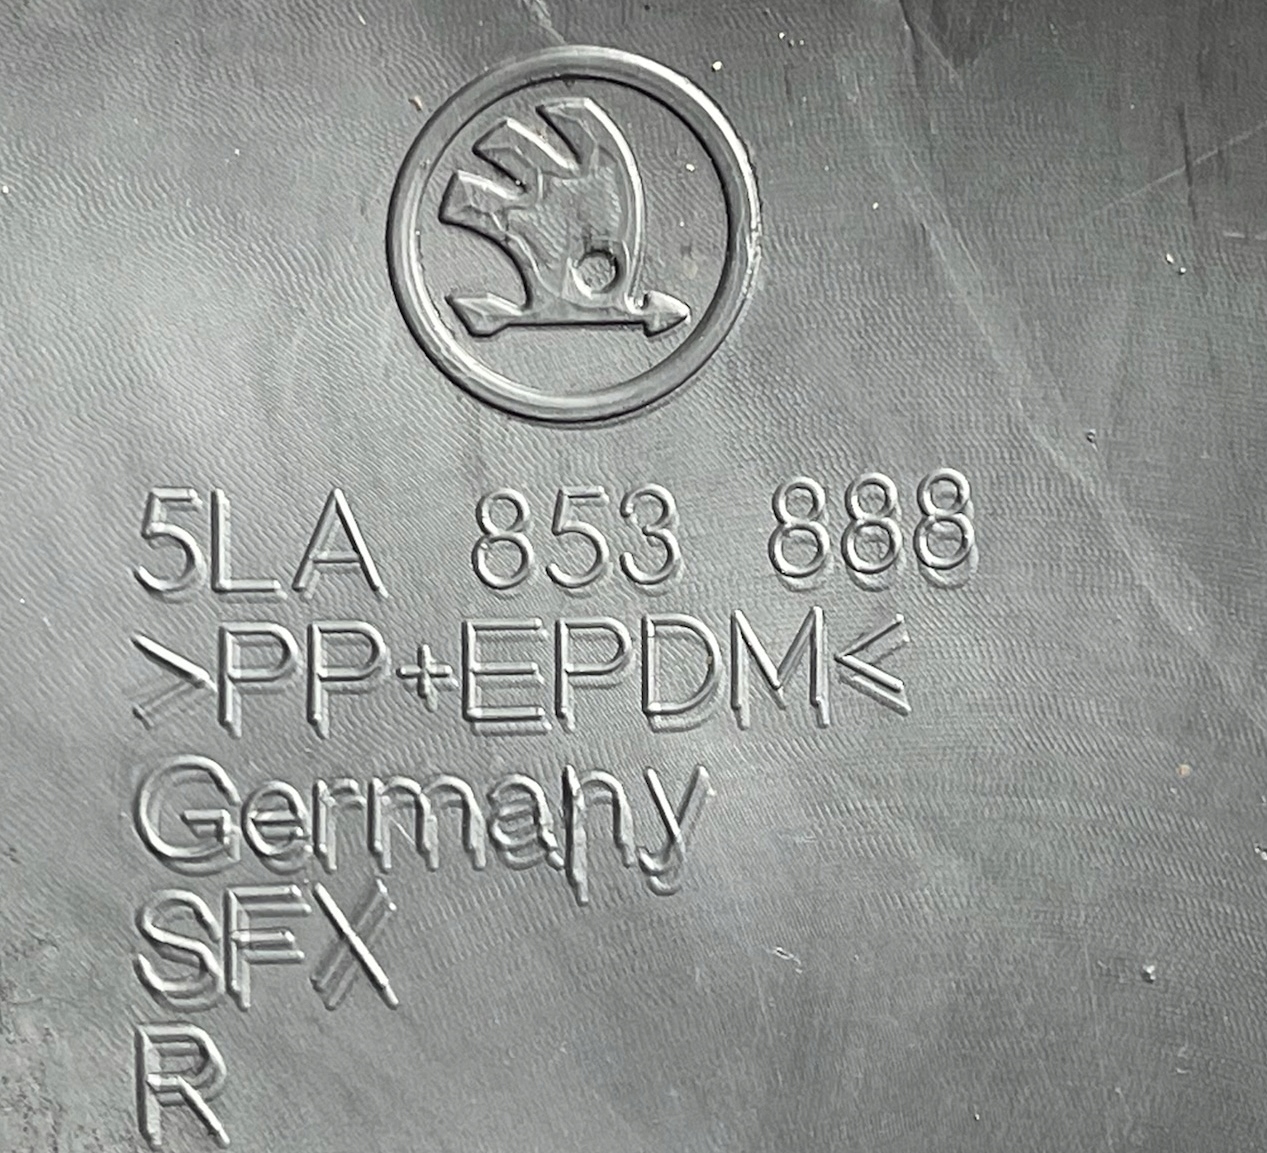 5LA 853 888
>PP+EPDM<
Germany
SFX
R